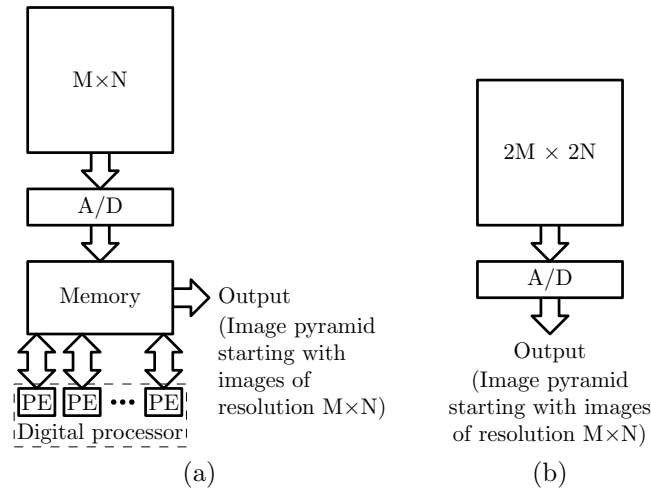 M×N
A/D
Memory
Output
(Image pyramid
starting with
images of
resolution M×N)
PE PE ••• PE
Digital processor
(a)
2M × 2N
A/D
Output
(Image pyramid
starting with images
of resolution M×N)
(b)